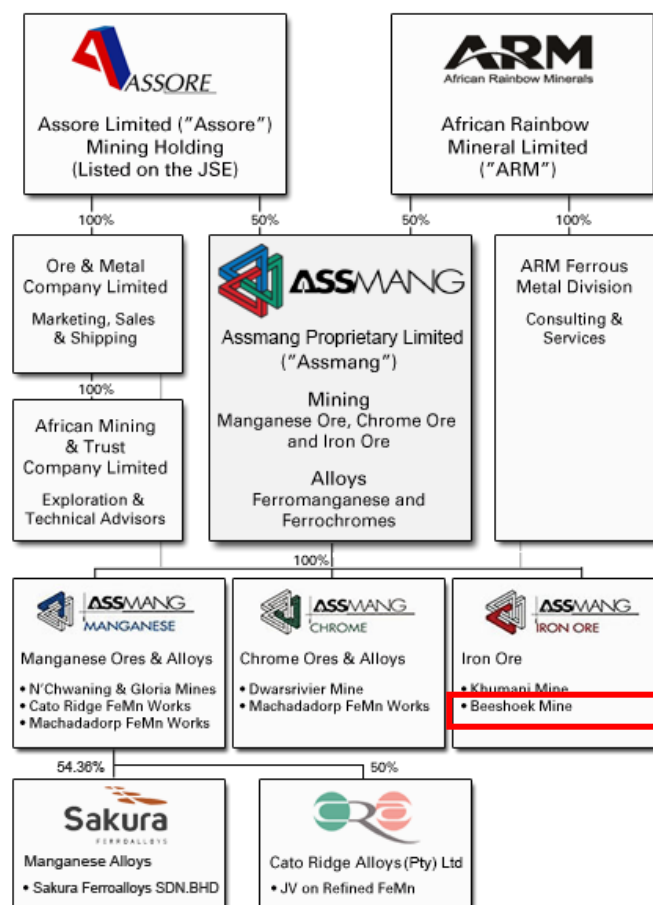 ASSORE
Assore Limited ("Assore")
Mining Holding
(Listed on the JSE)
ARM
African Rainbow Minerals
African Rainbow
Mineral Limited
("ARM")
100%
50%
50%
100%
Ore & Metal
Company Limited
Marketing, Sales
& Shipping
100%
African Mining
& Trust
Company Limited
Exploration &
Technical Advisors
ASSMANG
Assmang Proprietary Limited
("Assmang")
Mining
Manganese Ore, Chrome Ore
and Iron Ore
Alloys
Ferromanganese and
Ferrochromes
ARM Ferrous
Metal Division
Consulting &
Services
100%
ASSMANG
MANGANESE
Manganese Ores & Alloys
• N'Chwaning & Gloria Mines
• Cato Ridge FeMn Works
• Machadadorp FeMn Works
ASSMANG
CHROME
Chrome Ores & Alloys
• Dwarsrivier Mine
• Machadadorp FeMn Works
ASSMANG
IRON ORE
Iron Ore
• Khumani Mine
• Beeshoek Mine
54.36%
50%
Sakura
FERROALLOYS
Manganese Alloys
• Sakura Ferroalloys SDN.BHD
CRA
Cato Ridge Alloys (Pty) Ltd
• JV on Refined FeMn